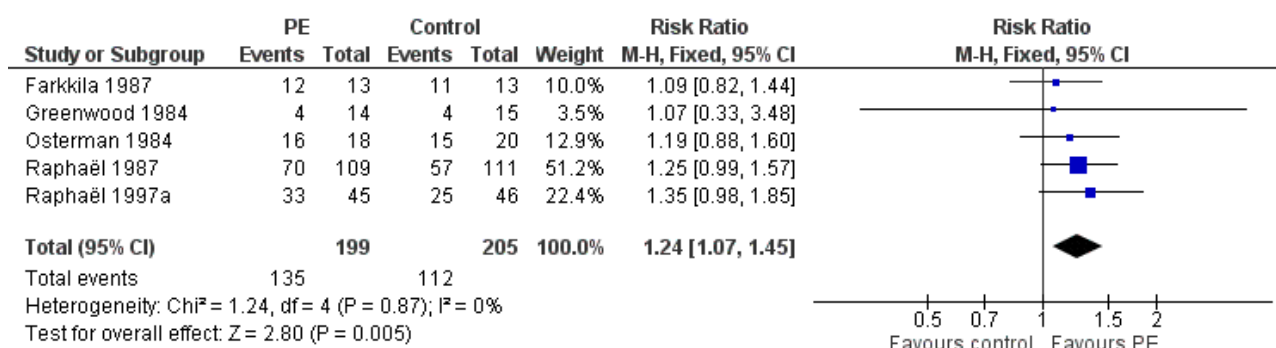 PE Control Risk Ratio Risk Ratio
Study or Subgroup Events Total Events Total Weight M-H, Fixed, 95% CI M-H, Fixed, 95% CI
Farkkila 1987 12 13 11 13 10.0% 1.09 [0.82, 1.44]
Greenwood 1984 4 14 4 15 3.5% 1.07 [0.33, 3.48]
Osterman 1984 16 18 15 20 12.9% 1.19 [0.88, 1.60]
Raphaël 1987 70 109 57 111 51.2% 1.25 [0.99, 1.57]
Raphaël 1997a 33 45 25 46 22.4% 1.35 [0.98, 1.85]
Total (95% CI) 199 205 100.0% 1.24 [1.07, 1.45]
Total events 135 112
Heterogeneity: Chi² = 1.24, df = 4 (P = 0.87); I² = 0%
Test for overall effect: Z = 2.80 (P = 0.005)
0.5 0.7 1 1.5 2
Favours control Favours PE